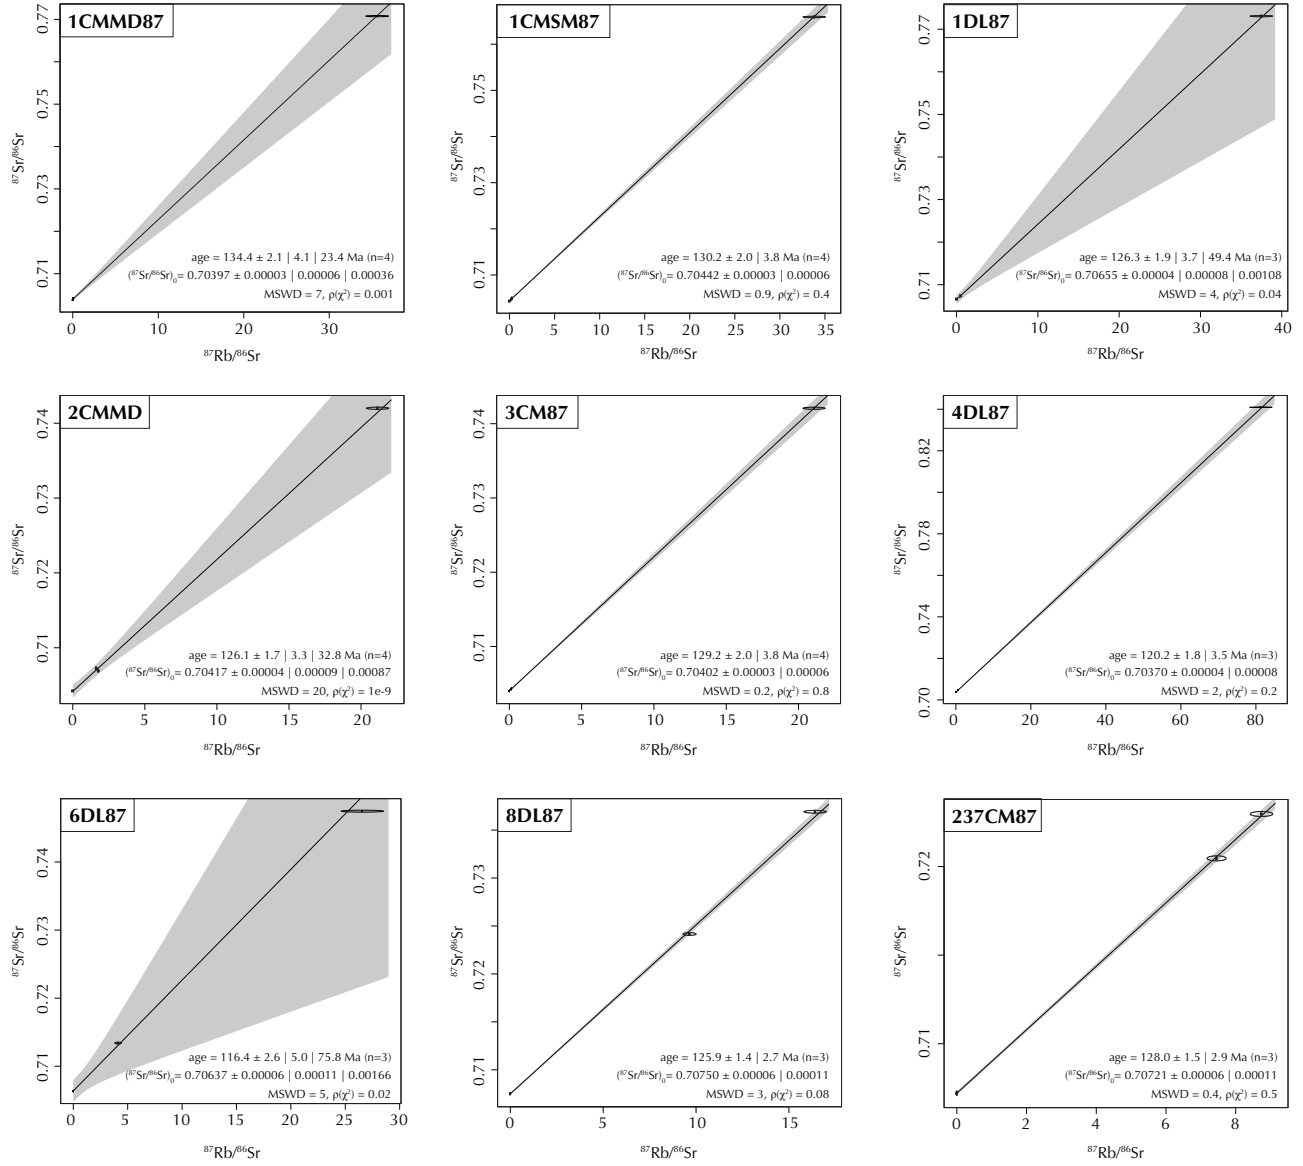 1CMMD87
0.77
0.75
0.73
0.71
⁸⁷Sr/⁸⁶Sr
age = 134.4 ± 2.1 | 4.1 | 23.4 Ma (n=4)
(⁸⁷Sr/⁸⁶Sr)₀= 0.70397 ± 0.00003 | 0.00006 | 0.00036
MSWD = 7, ρ(χ²) = 0.001
0 10 20 30
⁸⁷Rb/⁸⁶Sr
1CMSM87
0.75
0.73
0.71
⁸⁷Sr/⁸⁶Sr
age = 130.2 ± 2.0 | 3.8 Ma (n=4)
(⁸⁷Sr/⁸⁶Sr)₀= 0.70442 ± 0.00003 | 0.00006
MSWD = 0.9, ρ(χ²) = 0.4
0 5 10 15 20 25 30 35
⁸⁷Rb/⁸⁶Sr
1DL87
0.77
0.75
0.73
0.71
⁸⁷Sr/⁸⁶Sr
age = 126.3 ± 1.9 | 3.7 | 49.4 Ma (n=3)
(⁸⁷Sr/⁸⁶Sr)₀= 0.70655 ± 0.00004 | 0.00008 | 0.00108
MSWD = 4, ρ(χ²) = 0.04
0 10 20 30 40
⁸⁷Rb/⁸⁶Sr
2CMMD
0.74
0.73
0.72
0.71
⁸⁷Sr/⁸⁶Sr
age = 126.1 ± 1.7 | 3.3 | 32.8 Ma (n=4)
(⁸⁷Sr/⁸⁶Sr)₀= 0.70417 ± 0.00004 | 0.00009 | 0.00087
MSWD = 20, ρ(χ²) = 1e-9
0 5 10 15 20
⁸⁷Rb/⁸⁶Sr
3CM87
0.74
0.73
0.72
0.71
⁸⁷Sr/⁸⁶Sr
age = 129.2 ± 2.0 | 3.8 Ma (n=4)
(⁸⁷Sr/⁸⁶Sr)₀= 0.70402 ± 0.00003 | 0.00006
MSWD = 0.2, ρ(χ²) = 0.8
0 5 10 15 20
⁸⁷Rb/⁸⁶Sr
4DL87
0.82
0.78
0.74
0.70
⁸⁷Sr/⁸⁶Sr
age = 120.2 ± 1.8 | 3.5 Ma (n=3)
(⁸⁷Sr/⁸⁶Sr)₀= 0.70370 ± 0.00004 | 0.00008
MSWD = 2, ρ(χ²) = 0.2
0 20 40 60 80
⁸⁷Rb/⁸⁶Sr
6DL87
0.74
0.73
0.72
0.71
⁸⁷Sr/⁸⁶Sr
age = 116.4 ± 2.6 | 5.0 | 75.8 Ma (n=3)
(⁸⁷Sr/⁸⁶Sr)₀= 0.70637 ± 0.00006 | 0.00011 | 0.00166
MSWD = 5, ρ(χ²) = 0.02
0 5 10 15 20 25 30
⁸⁷Rb/⁸⁶Sr
8DL87
0.73
0.72
0.71
⁸⁷Sr/⁸⁶Sr
age = 125.9 ± 1.4 | 2.7 Ma (n=3)
(⁸⁷Sr/⁸⁶Sr)₀= 0.70750 ± 0.00006 | 0.00011
MSWD = 3, ρ(χ²) = 0.08
0 5 10 15
⁸⁷Rb/⁸⁶Sr
237CM87
0.72
0.71
⁸⁷Sr/⁸⁶Sr
age = 128.0 ± 1.5 | 2.9 Ma (n=3)
(⁸⁷Sr/⁸⁶Sr)₀= 0.70721 ± 0.00006 | 0.00011
MSWD = 0.4, ρ(χ²) = 0.5
0 2 4 6 8
⁸⁷Rb/⁸⁶Sr